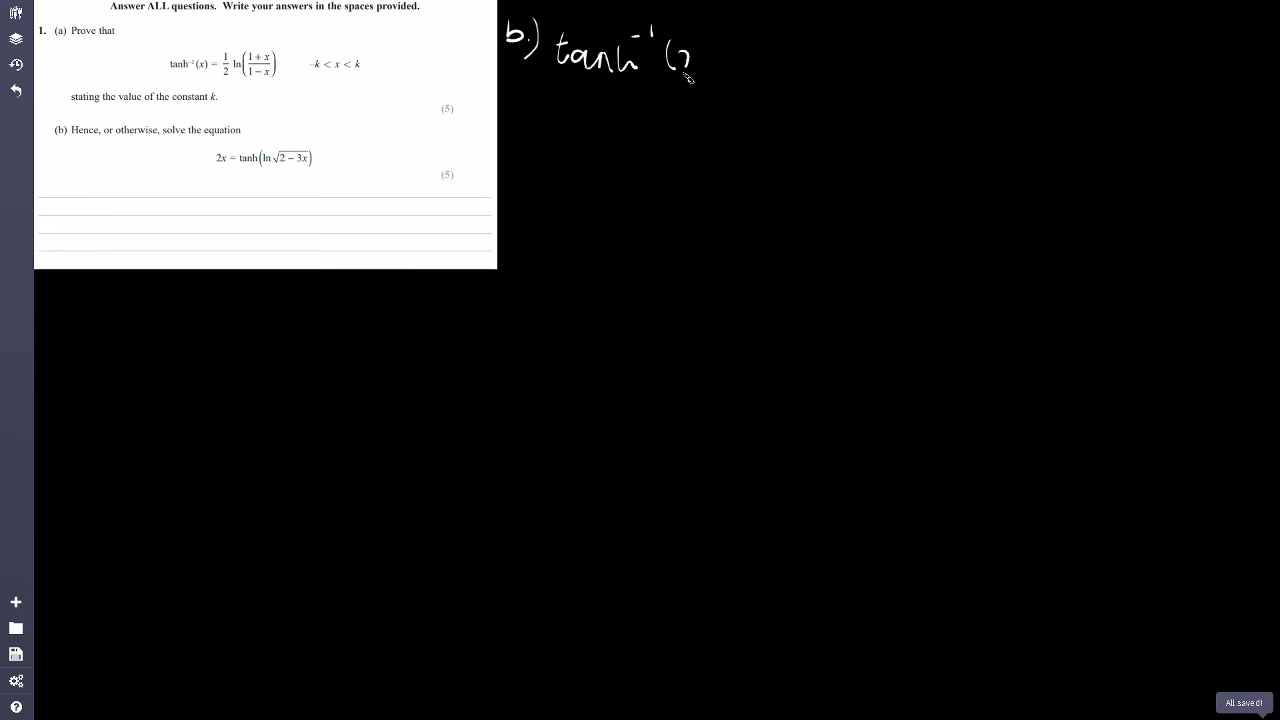 Answer ALL questions. Write your answers in the spaces provided.
1. (a) Prove that
tanh⁻¹(x) = 1/2 ln((1 + x)/(1 − x)) –k < x < k
stating the value of the constant k.
(5)
(b) Hence, or otherwise, solve the equation
2x = tanh(ln √(2 − 3x))
(5)
b.) tanh⁻¹ (
All saved!